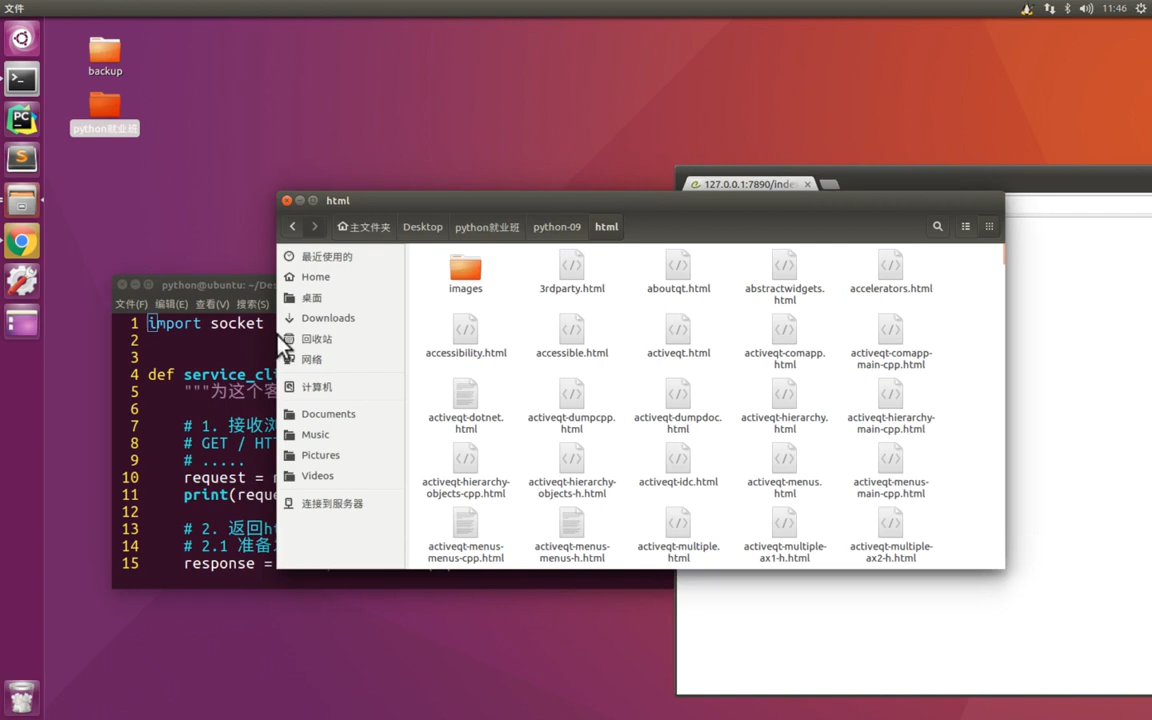 文件
11:46
backup
python就业班
127.0.0.1:7890/inde
html
主文件夹 Desktop python就业班 python-09 html
最近使用的
Home
桌面
Downloads
回收站
网络
计算机
Documents
Music
Pictures
Videos
连接到服务器
images
3rdparty.html
aboutqt.html
abstractwidgets.
html
accelerators.html
accessibility.html
accessible.html
activeqt.html
activeqt-comapp.
html
activeqt-comapp-
main-cpp.html
activeqt-dotnet.
html
activeqt-dumpcpp.
html
activeqt-dumpdoc.
html
activeqt-hierarchy.
html
activeqt-hierarchy-
main-cpp.html
activeqt-hierarchy-
objects-cpp.html
activeqt-hierarchy-
objects-h.html
activeqt-idc.html
activeqt-menus.
html
activeqt-menus-
main-cpp.html
activeqt-menus-
menus-cpp.html
activeqt-menus-
menus-h.html
activeqt-multiple.
html
activeqt-multiple-
ax1-h.html
activeqt-multiple-
ax2-h.html
python@ubuntu: ~/De
文件(F) 编辑(E) 查看(V) 搜索(S)
1 import socket
2
3
4 def service_cl
5 """为这个客
6
7 # 1. 接收浏
8 # GET / HT
9 # .....
10 request =
11 print(requ
12
13 # 2. 返回h
14 # 2.1 准备
15 response =
PC
S